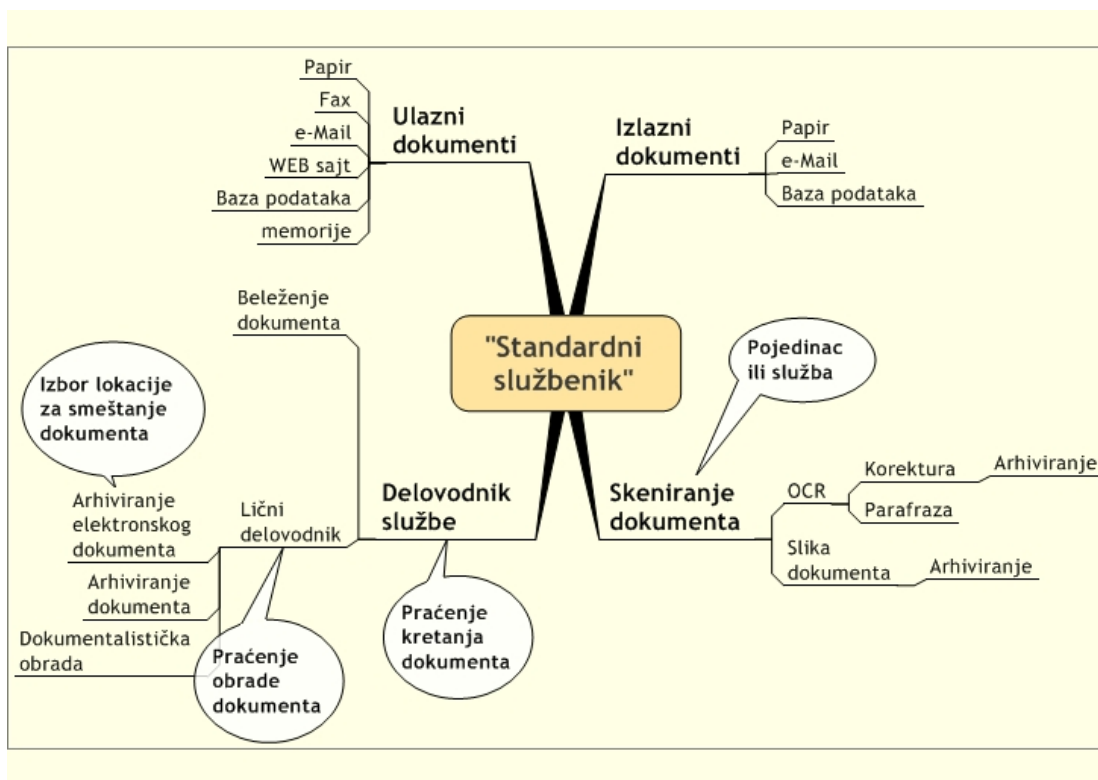 Papir
Fax
e-Mail
WEB sajt
Baza podataka
memorije
Ulazni
dokumenti
Izlazni
dokumenti
Papir
e-Mail
Baza podataka
"Standardni
službenik"
Beleženje
dokumenta
Izbor lokacije
za smeštanje
dokumenta
Arhiviranje
elektronskog
dokumenta
Arhiviranje
dokumenta
Dokumentalistička
obrada
Lični
delovodnik
Praćenje
obrade
dokumenta
Delovodnik
službe
Praćenje
kretanja
dokumenta
Pojedinac
ili služba
Skeniranje
dokumenta
OCR
Korektura
Arhiviranje
Parafraza
Slika
dokumenta
Arhiviranje